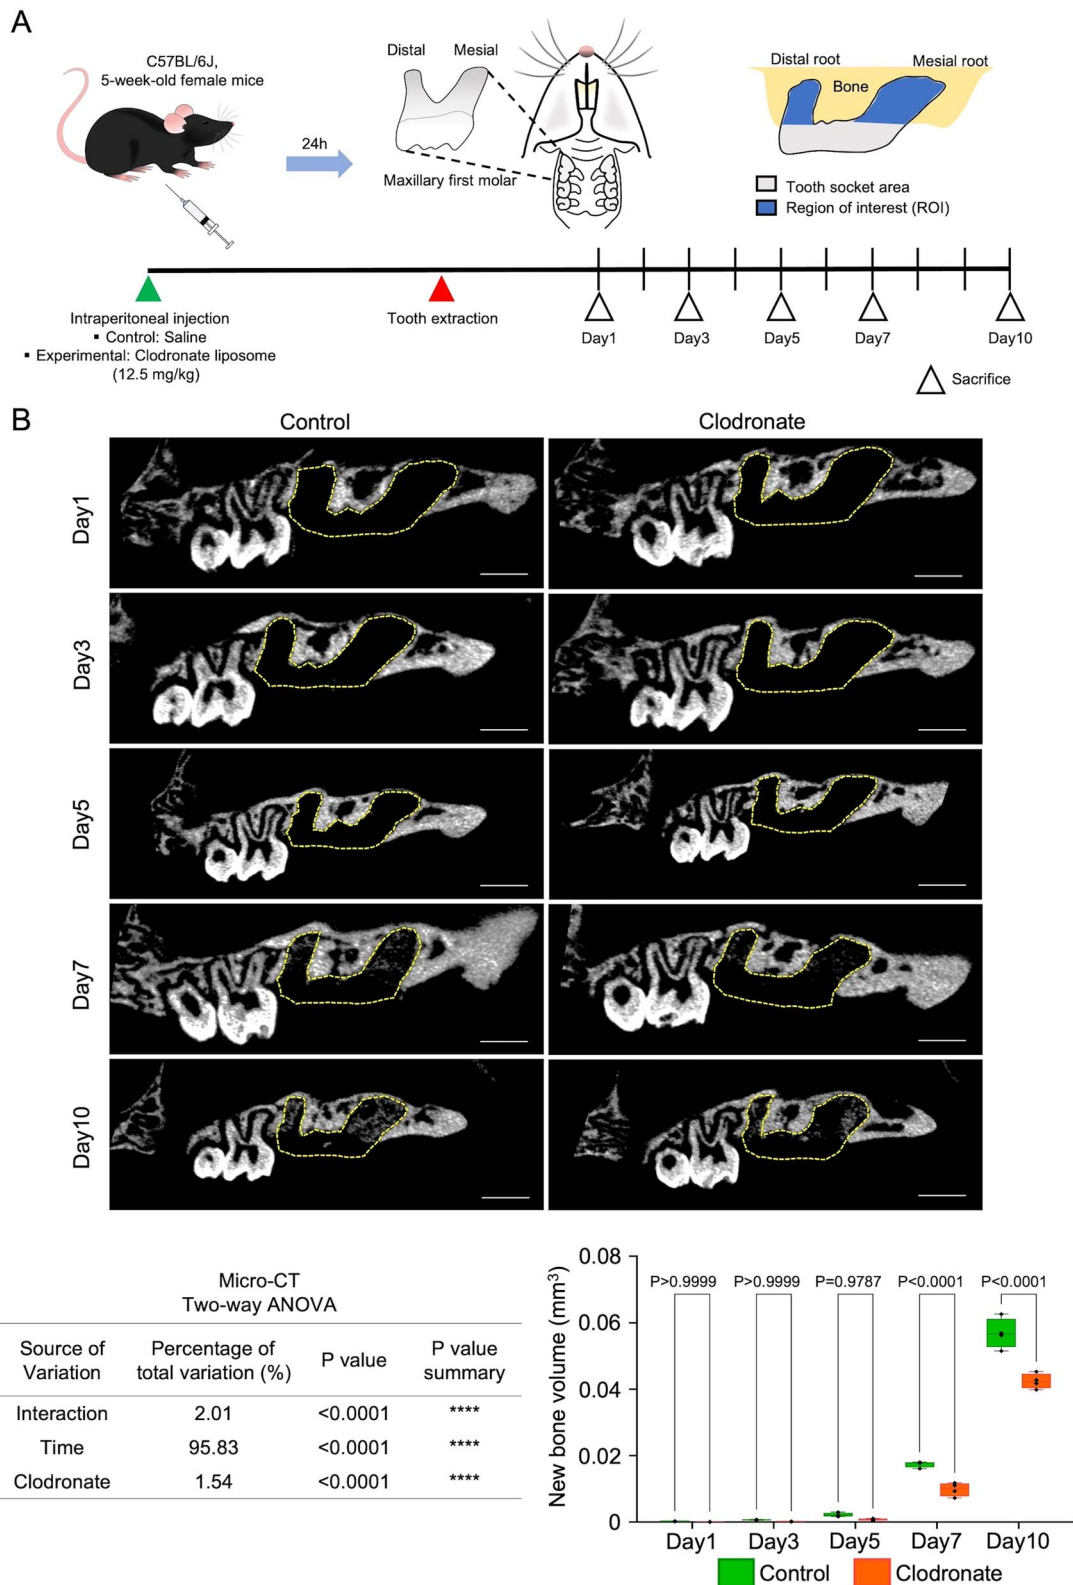 A
C57BL/6J,
5-week-old female mice
24h
Distal Mesial
Maxillary first molar
Distal root Mesial root
Bone
Tooth socket area
Region of interest (ROI)
Intraperitoneal injection
▪ Control: Saline
▪ Experimental: Clodronate liposome
(12.5 mg/kg)
Tooth extraction
Day1 Day3 Day5 Day7 Day10
Sacrifice
B
Control Clodronate
Day1
Day3
Day5
Day7
Day10
Micro-CT
Two-way ANOVA
Source of Variation Percentage of total variation (%) P value P value summary
Interaction 2.01 <0.0001 ****
Time 95.83 <0.0001 ****
Clodronate 1.54 <0.0001 ****
New bone volume (mm³)
0.08
0.06
0.04
0.02
0
P>0.9999 P>0.9999 P=0.9787 P<0.0001 P<0.0001
Day1 Day3 Day5 Day7 Day10
Control Clodronate